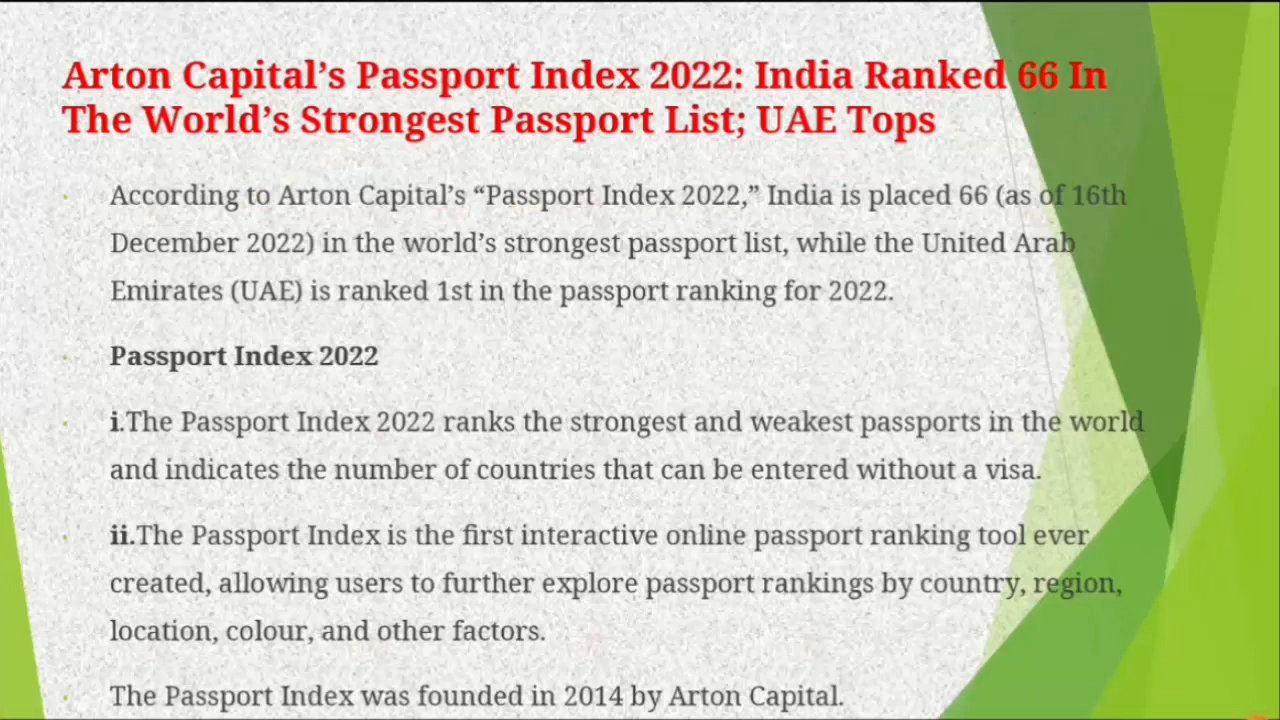 Arton Capital’s Passport Index 2022: India Ranked 66 In
The World’s Strongest Passport List; UAE Tops
According to Arton Capital’s “Passport Index 2022,” India is placed 66 (as of 16th
December 2022) in the world’s strongest passport list, while the United Arab
Emirates (UAE) is ranked 1st in the passport ranking for 2022.
Passport Index 2022
i.The Passport Index 2022 ranks the strongest and weakest passports in the world
and indicates the number of countries that can be entered without a visa.
ii.The Passport Index is the first interactive online passport ranking tool ever
created, allowing users to further explore passport rankings by country, region,
location, colour, and other factors.
The Passport Index was founded in 2014 by Arton Capital.